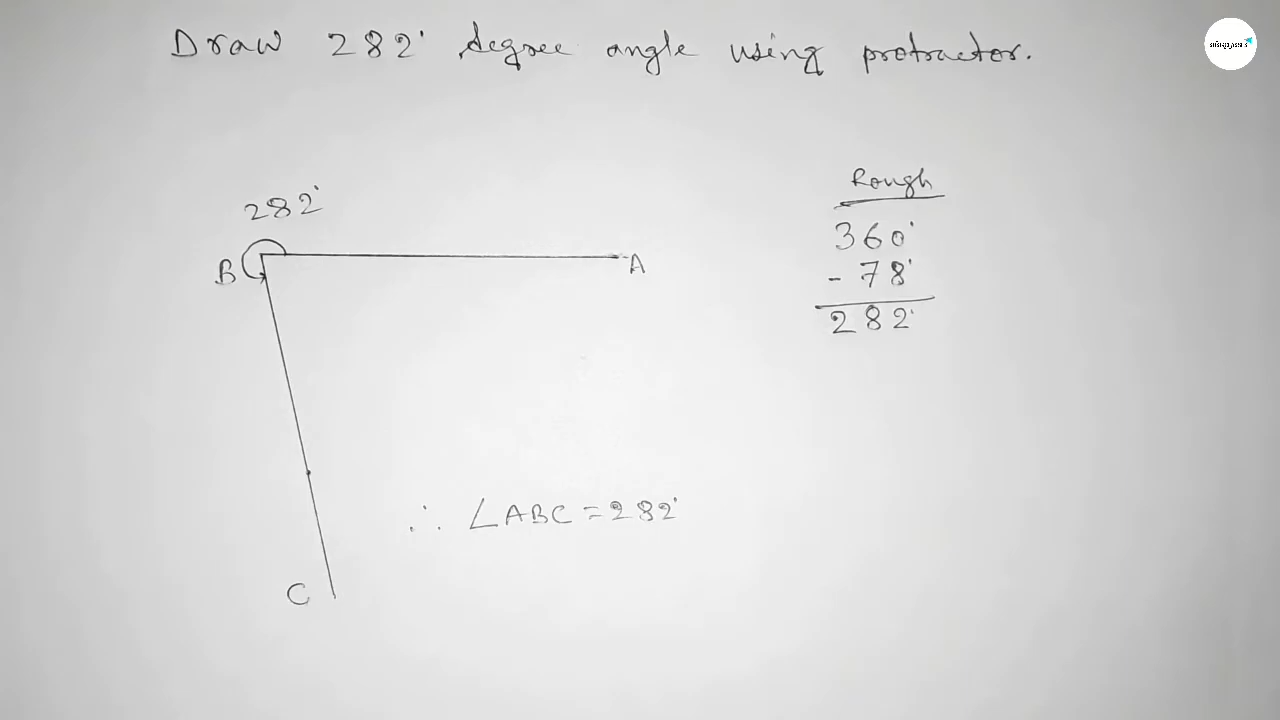 Draw 282° degree angle using protractor.
Rough
282°
360°
B
A
- 78°
282°
∴ ∠ABC = 282°
C